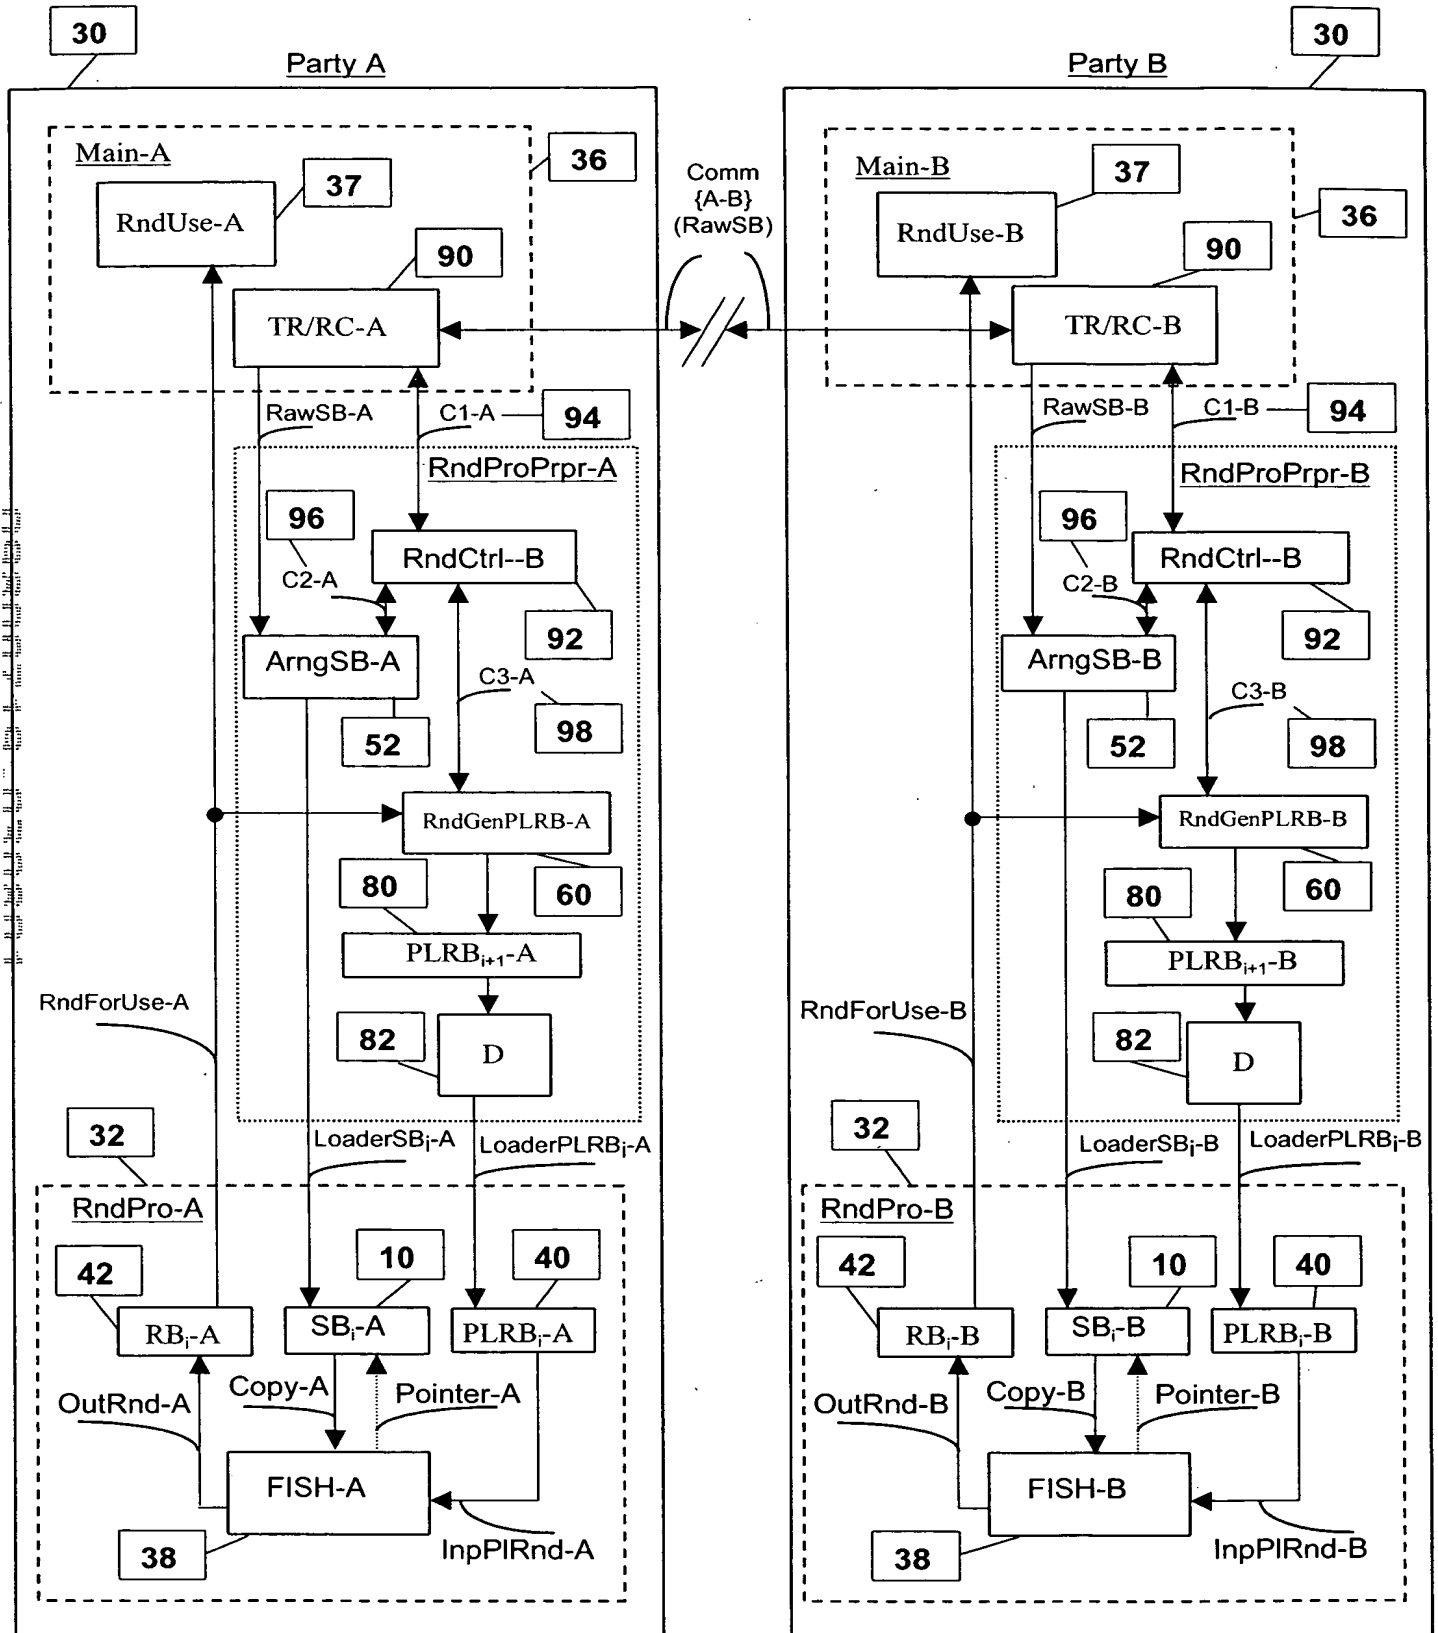 30
30
Party A
Party B
Main-A
36
37
RndUse-A
90
TR/RC-A
Comm
{A-B}
(RawSB)
Main-B
37
36
RndUse-B
90
TR/RC-B
RawSB-A
C1-A
94
RndProPrpr-A
96
RndCtrl--B
C2-A
92
ArngSB-A
C3-A
52
98
RndGenPLRB-A
80
60
PLRBi+1-A
RndForUse-A
82
D
32
LoaderSBi-A
LoaderPLRBi-A
RndPro-A
42
10
40
RBi-A
SBi-A
PLRBi-A
OutRnd-A
Copy-A
Pointer-A
FISH-A
38
InpPlRnd-A
RawSB-B
C1-B
94
RndProPrpr-B
96
RndCtrl--B
C2-B
92
ArngSB-B
C3-B
52
98
RndGenPLRB-B
80
60
PLRBi+1-B
RndForUse-B
82
D
32
LoaderSBi-B
LoaderPLRBi-B
RndPro-B
42
10
40
RBi-B
SBi-B
PLRBi-B
OutRnd-B
Copy-B
Pointer-B
FISH-B
38
InpPlRnd-B